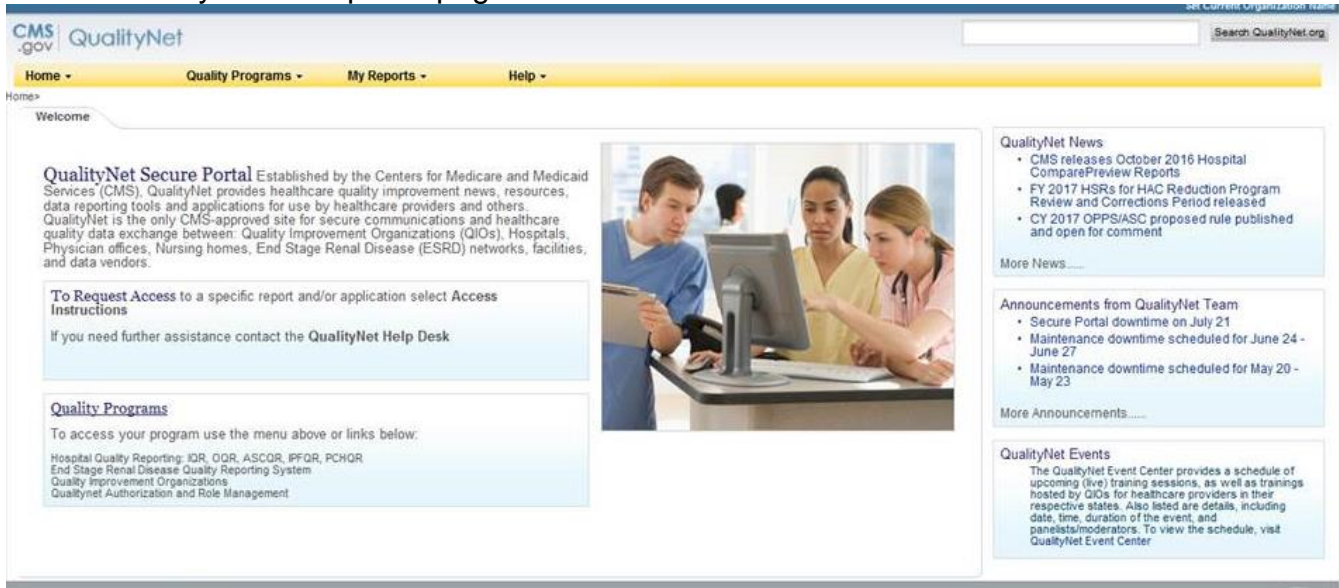 Set Current Organization Name
CMS
.gov
QualityNet
Search QualityNet.org
Home
Quality Programs
My Reports
Help
Home>
Welcome
QualityNet Secure Portal Established by the Centers for Medicare and Medicaid
Services (CMS), QualityNet provides healthcare quality improvement news, resources,
data reporting tools and applications for use by healthcare providers and others.
QualityNet is the only CMS-approved site for secure communications and healthcare
quality data exchange between: Quality Improvement Organizations (QIOs), Hospitals,
Physician offices, Nursing homes, End Stage Renal Disease (ESRD) networks, facilities,
and data vendors.
To Request Access to a specific report and/or application select Access
Instructions
If you need further assistance contact the QualityNet Help Desk
Quality Programs
To access your program use the menu above or links below:
Hospital Quality Reporting: IQR, OQR, ASCQR, IPFQR, PCHQR
End Stage Renal Disease Quality Reporting System
Quality Improvement Organizations
Qualitynet Authorization and Role Management
QualityNet News
• CMS releases October 2016 Hospital
ComparePreview Reports
• FY 2017 HSRs for HAC Reduction Program
Review and Corrections Period released
• CY 2017 OPPS/ASC proposed rule published
and open for comment
More News.....
Announcements from QualityNet Team
• Secure Portal downtime on July 21
• Maintenance downtime scheduled for June 24 -
June 27
• Maintenance downtime scheduled for May 20 -
May 23
More Announcements.....
QualityNet Events
The QualityNet Event Center provides a schedule of
upcoming (live) training sessions, as well as trainings
hosted by QIOs for healthcare providers in their
respective states. Also listed are details, including
date, time, duration of the event, and
panelists/moderators. To view the schedule, visit
QualityNet Event Center